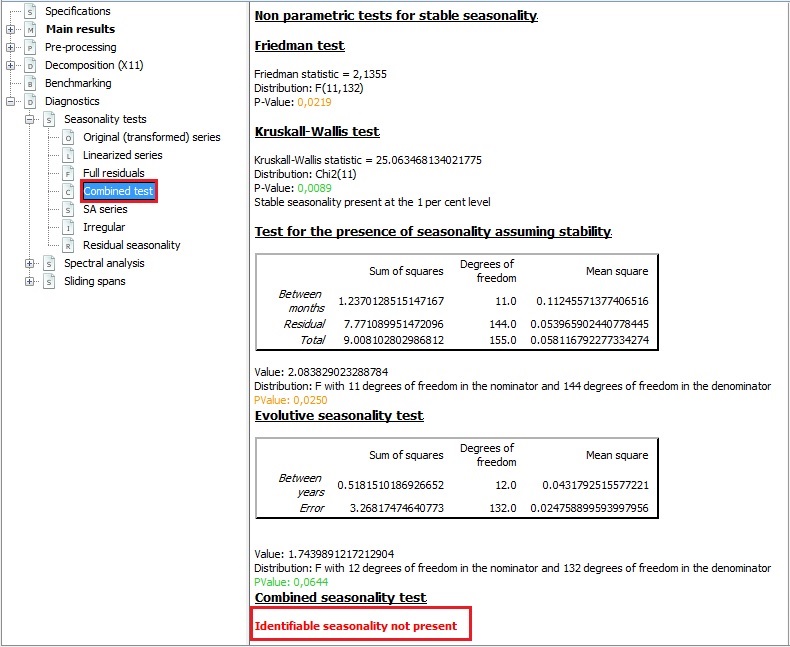 S Specifications
M Main results
P Pre-processing
D Decomposition (X11)
B Benchmarking
D Diagnostics
S Seasonality tests
O Original (transformed) series
L Linearized series
F Full residuals
C Combined test
S SA series
I Irregular
R Residual seasonality
S Spectral analysis
S Sliding spans
Non parametric tests for stable seasonality
Friedman test
Friedman statistic = 2,1355
Distribution: F(11,132)
P-Value: 0,0219
Kruskall-Wallis test
Kruskall-Wallis statistic = 25.063468134021775
Distribution: Chi2(11)
P-Value: 0,0089
Stable seasonality present at the 1 per cent level
Test for the presence of seasonality assuming stability
Sum of squares Degrees of freedom Mean square
Between months 1.2370128515147167 11.0 0.11245571377406516
Residual 7.771089951472096 144.0 0.053965902440778445
Total 9.008102802986812 155.0 0.058116792277334274
Value: 2.083829023288784
Distribution: F with 11 degrees of freedom in the nominator and 144 degrees of freedom in the denominator
PValue: 0,0250
Evolutive seasonality test
Sum of squares Degrees of freedom Mean square
Between years 0.5181510186926652 12.0 0.0431792515577221
Error 3.26817474640773 132.0 0.024758899593997956
Value: 1.7439891217212904
Distribution: F with 12 degrees of freedom in the nominator and 132 degrees of freedom in the denominator
PValue: 0,0644
Combined seasonality test
Identifiable seasonality not present